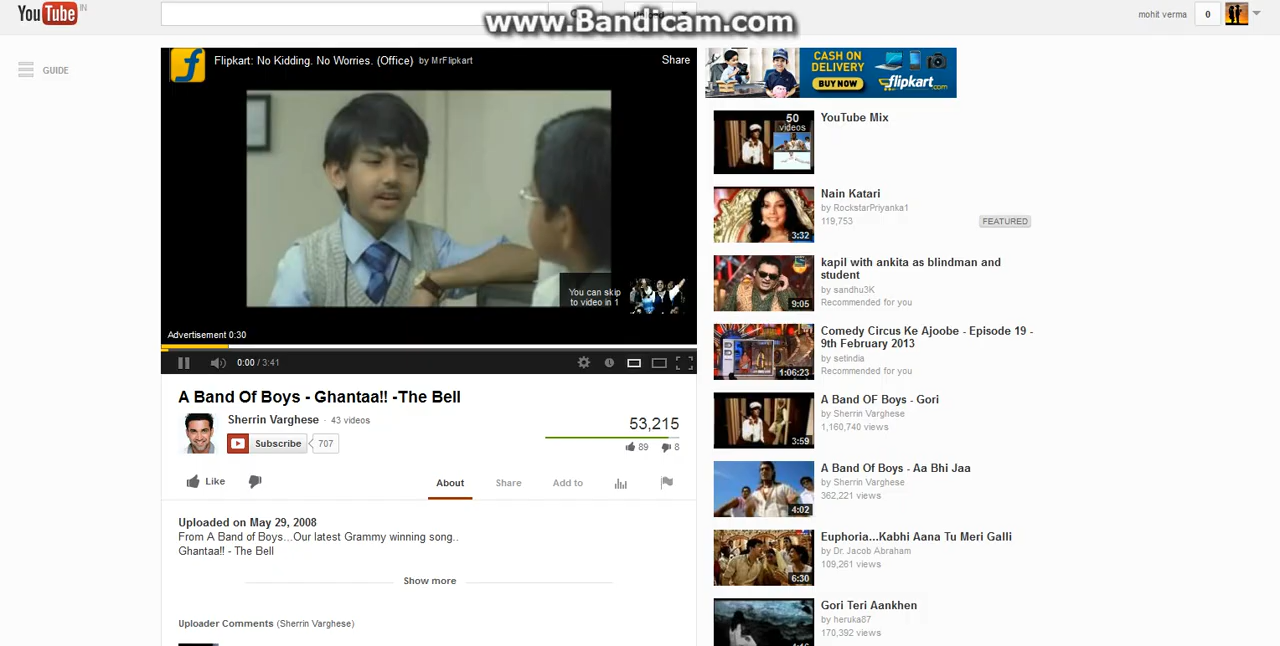 YouTube IN
www.Bandicam.com
mohit verma
0
GUIDE
Flipkart: No Kidding. No Worries. (Office) by MrFlipkart
Share
You can skip
to video in 1
Advertisement 0:30
0:00 / 3:41
A Band Of Boys - Ghantaa!! -The Bell
Sherrin Varghese · 43 videos
Subscribe 707
53,215
89 8
Like
About
Share
Add to
Uploaded on May 29, 2008
From A Band of Boys...Our latest Grammy winning song..
Ghantaa!! - The Bell
Show more
Uploader Comments (Sherrin Varghese)
CASH ON
DELIVERY
BUY NOW
flipkart.com
50
videos
YouTube Mix
3:32
Nain Katari
by RockstarPriyanka1
119,753
FEATURED
9:05
kapil with ankita as blindman and
student
by sandhu3K
Recommended for you
1:06:23
Comedy Circus Ke Ajoobe - Episode 19 -
9th February 2013
by setindia
Recommended for you
3:59
A Band OF Boys - Gori
by Sherrin Varghese
1,160,740 views
4:02
A Band Of Boys - Aa Bhi Jaa
by Sherrin Varghese
362,221 views
6:30
Euphoria...Kabhi Aana Tu Meri Galli
by Dr. Jacob Abraham
109,261 views
Gori Teri Aankhen
by heruka87
170,392 views